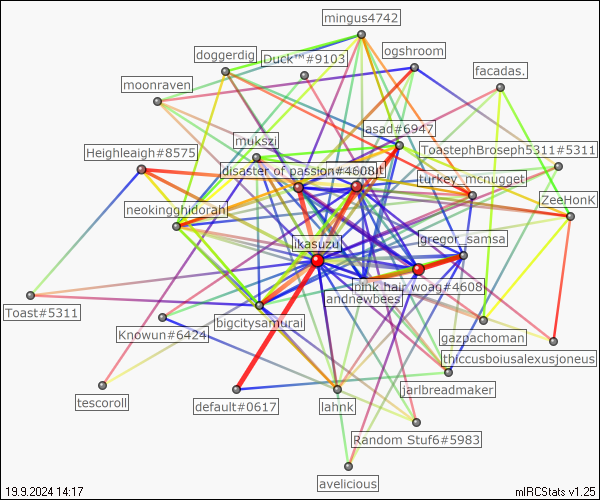 mingus4742
ogshroom
doggerdig
Duck™#9103
facadas.
moonraven
asad#6947
mukszi
ToastephBroseph5311#5311
Heighleaigh#8575
disaster of passion#4608
turkey_mcnugget
ZeeHonK
neokingghidorah
gregor_samsa
ikasuzu
pink hair woag#4608
andnewbees
Toast#5311
bigcitysamurai
Knowun#6424
gazpachoman
thccusboiusalexusjoneus
jarlbreadmaker
tescoroll
default#0617
lahnk
Random Stuf6#5983
avelicious
19.9.2024 14:17
mIRCStats v1.25